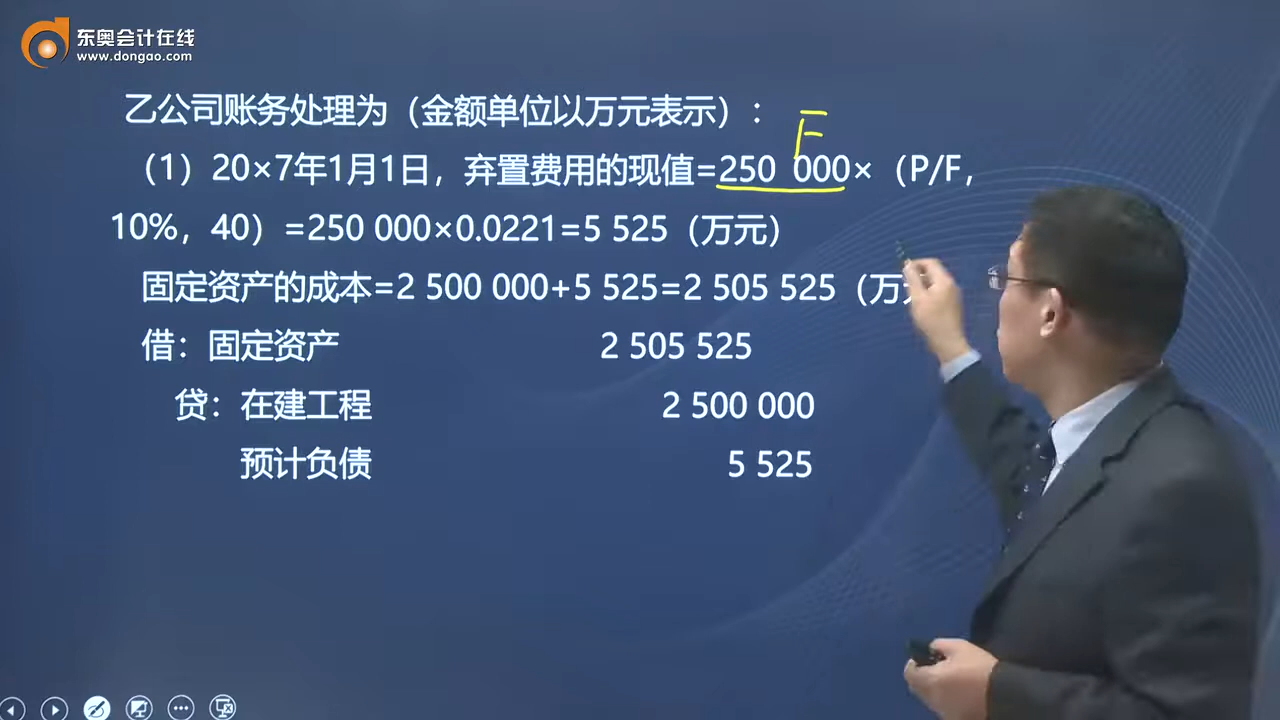 东奥会计在线
www.dongao.com
乙公司账务处理为（金额单位以万元表示）：
F
（1）20×7年1月1日，弃置费用的现值=250 000×（P/F，
10%，40）=250 000×0.0221=5 525（万元）
固定资产的成本=2 500 000+5 525=2 505 525（万
借：固定资产 2 505 525
贷：在建工程 2 500 000
预计负债 5 525